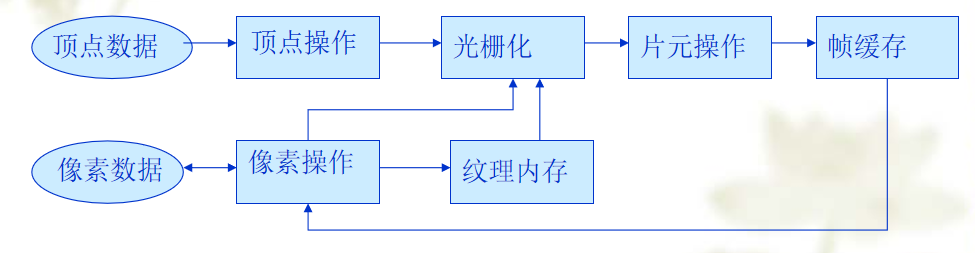 顶点数据
顶点操作
光栅化
片元操作
帧缓存
像素数据
像素操作
纹理内存